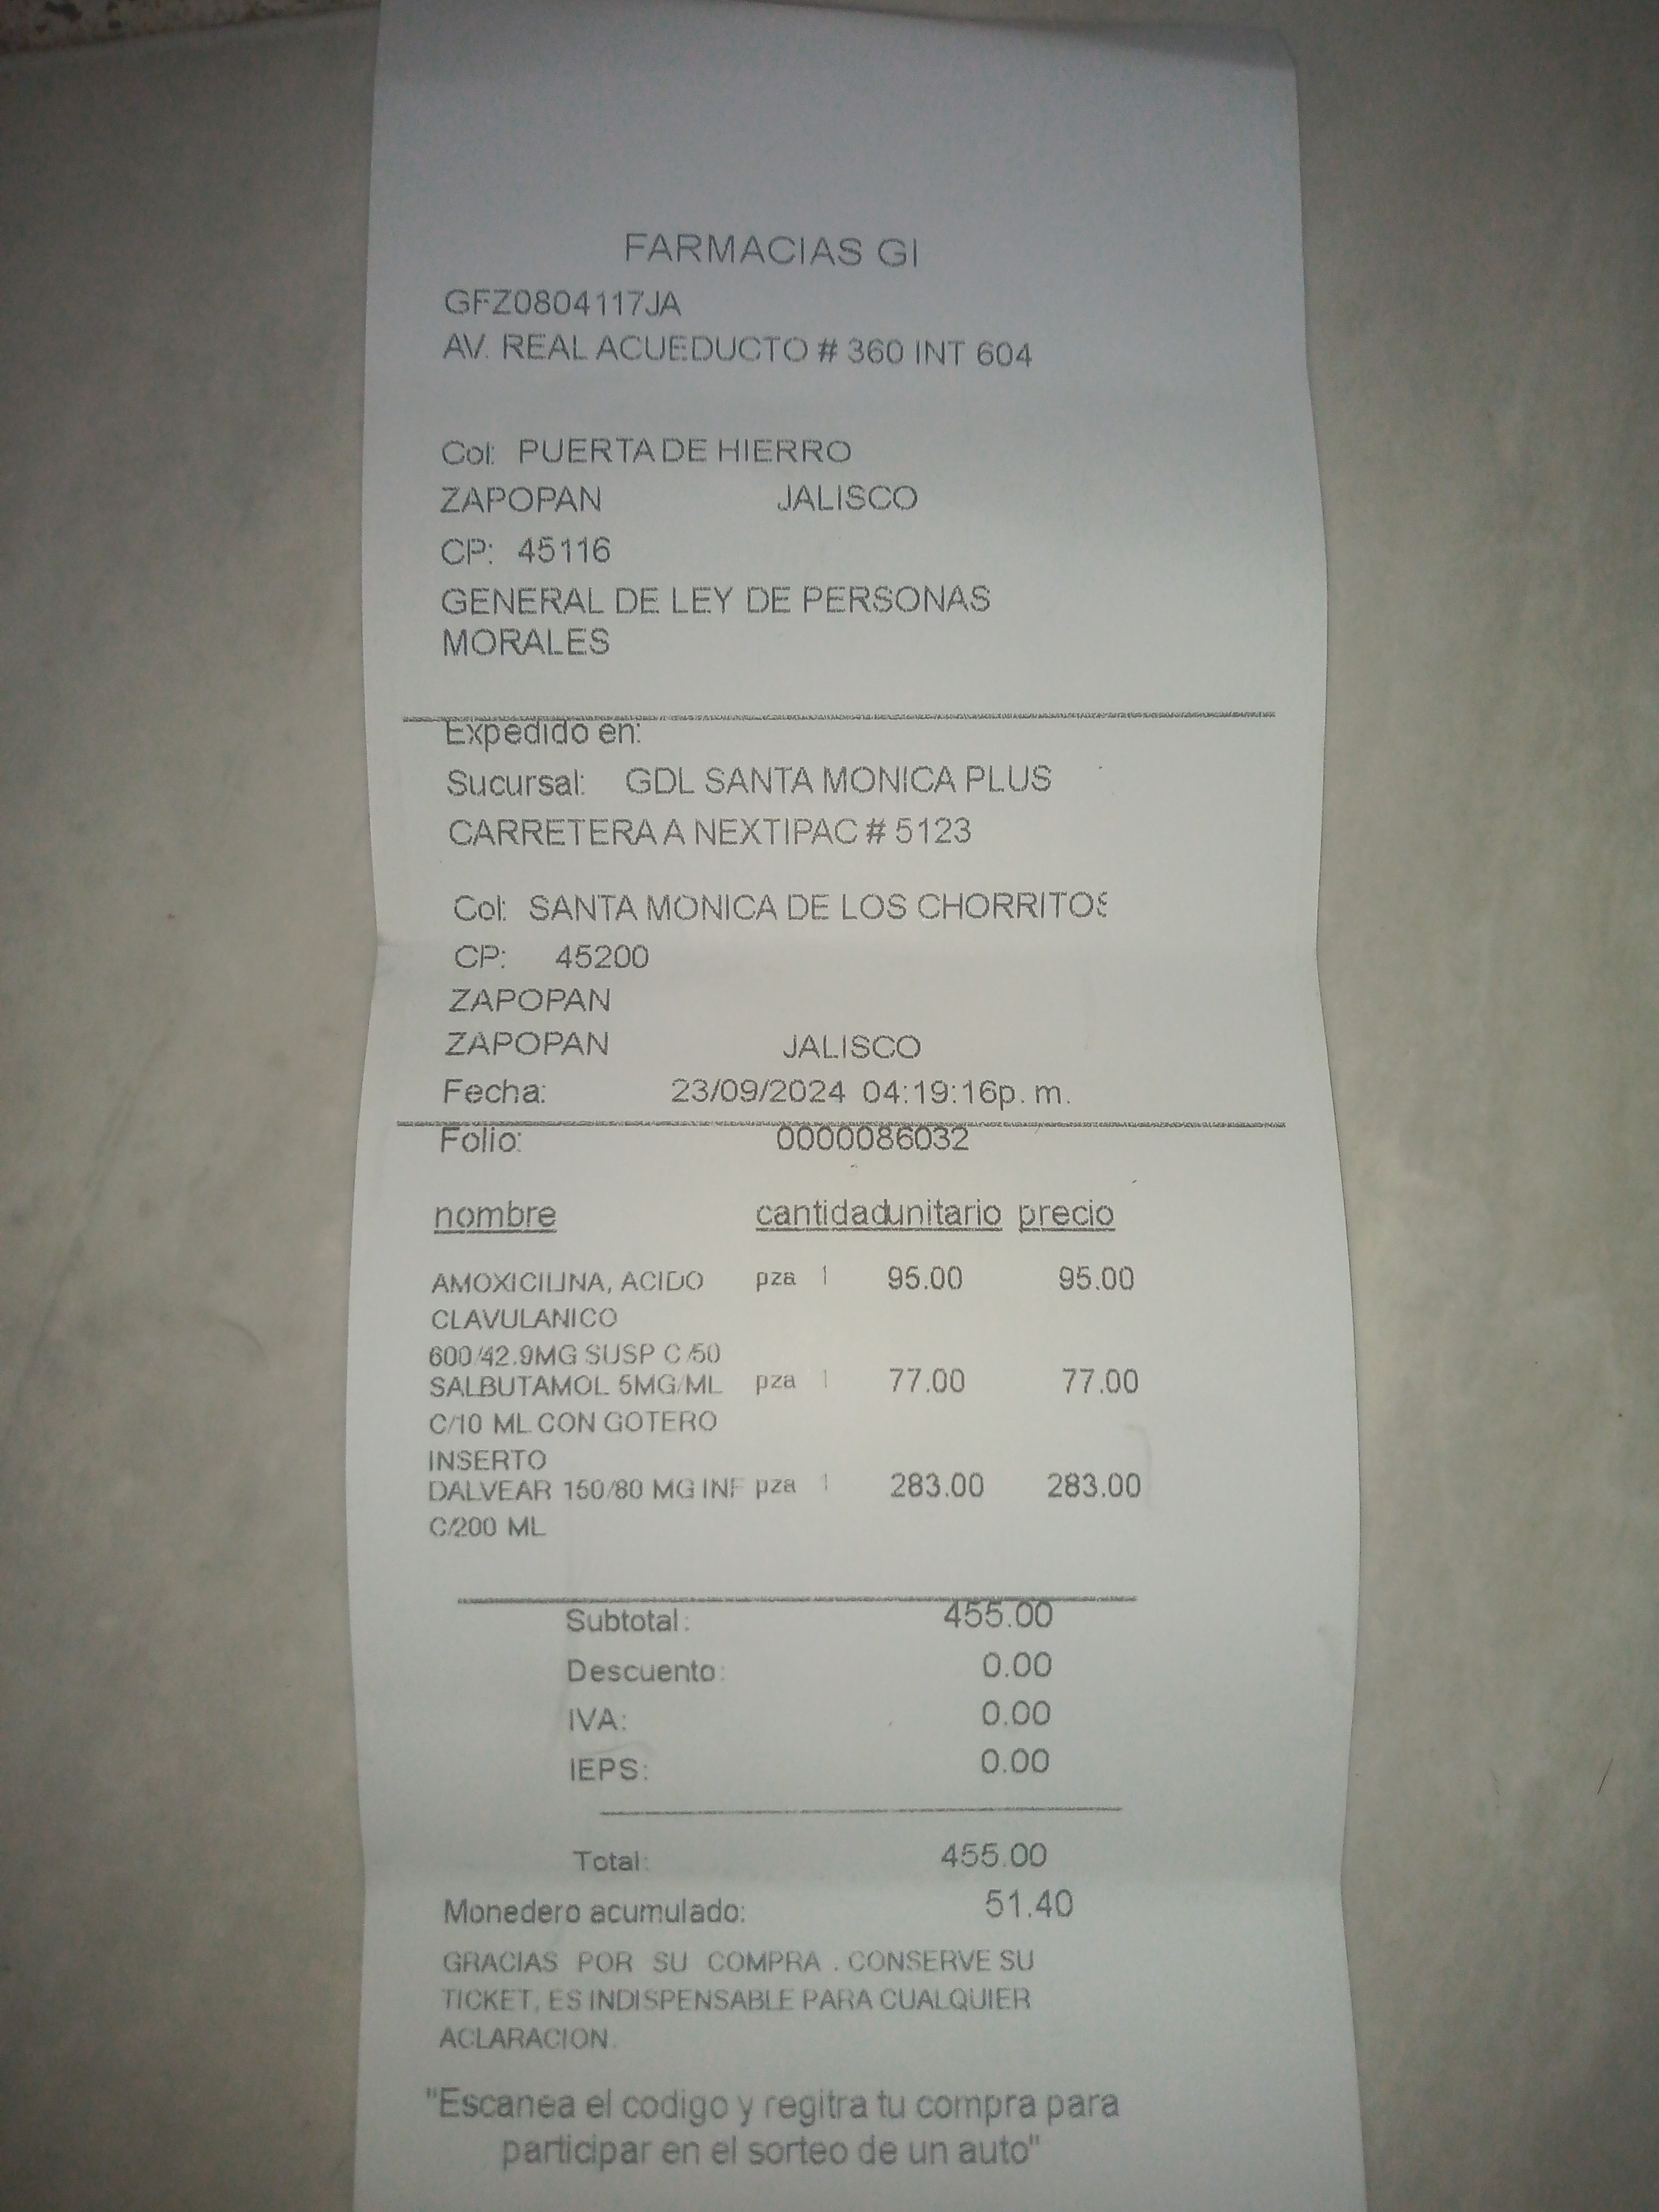 FARMACIAS GI
GFZ0804117JA
AV. REAL ACUEDUCTO # 360 INT 604
Col: PUERTA DE HIERRO
ZAPOPAN JALISCO
CP: 45116
GENERAL DE LEY DE PERSONAS
MORALES
Expedido en:
Sucursal: GDL SANTA MONICA PLUS
CARRETERA A NEXTIPAC # 5123
Col: SANTA MONICA DE LOS CHORRITOS
CP: 45200
ZAPOPAN
ZAPOPAN JALISCO
Fecha: 23/09/2024 04:19:16p. m.
Folio: 0000086032
nombre cantidad unitario precio
AMOXICILINA, ACIDO pza 1 95.00 95.00
CLAVULANICO
600/42.9MG SUSP C/50
SALBUTAMOL 5MG/ML pza 1 77.00 77.00
C/10 ML CON GOTERO
INSERTO
DALVEAR 150/80 MG INF pza 1 283.00 283.00
C/200 ML
Subtotal: 455.00
Descuento: 0.00
IVA: 0.00
IEPS: 0.00
Total: 455.00
Monedero acumulado: 51.40
GRACIAS POR SU COMPRA . CONSERVE SU
TICKET, ES INDISPENSABLE PARA CUALQUIER
ACLARACION.
"Escanea el codigo y regitra tu compra para
participar en el sorteo de un auto"